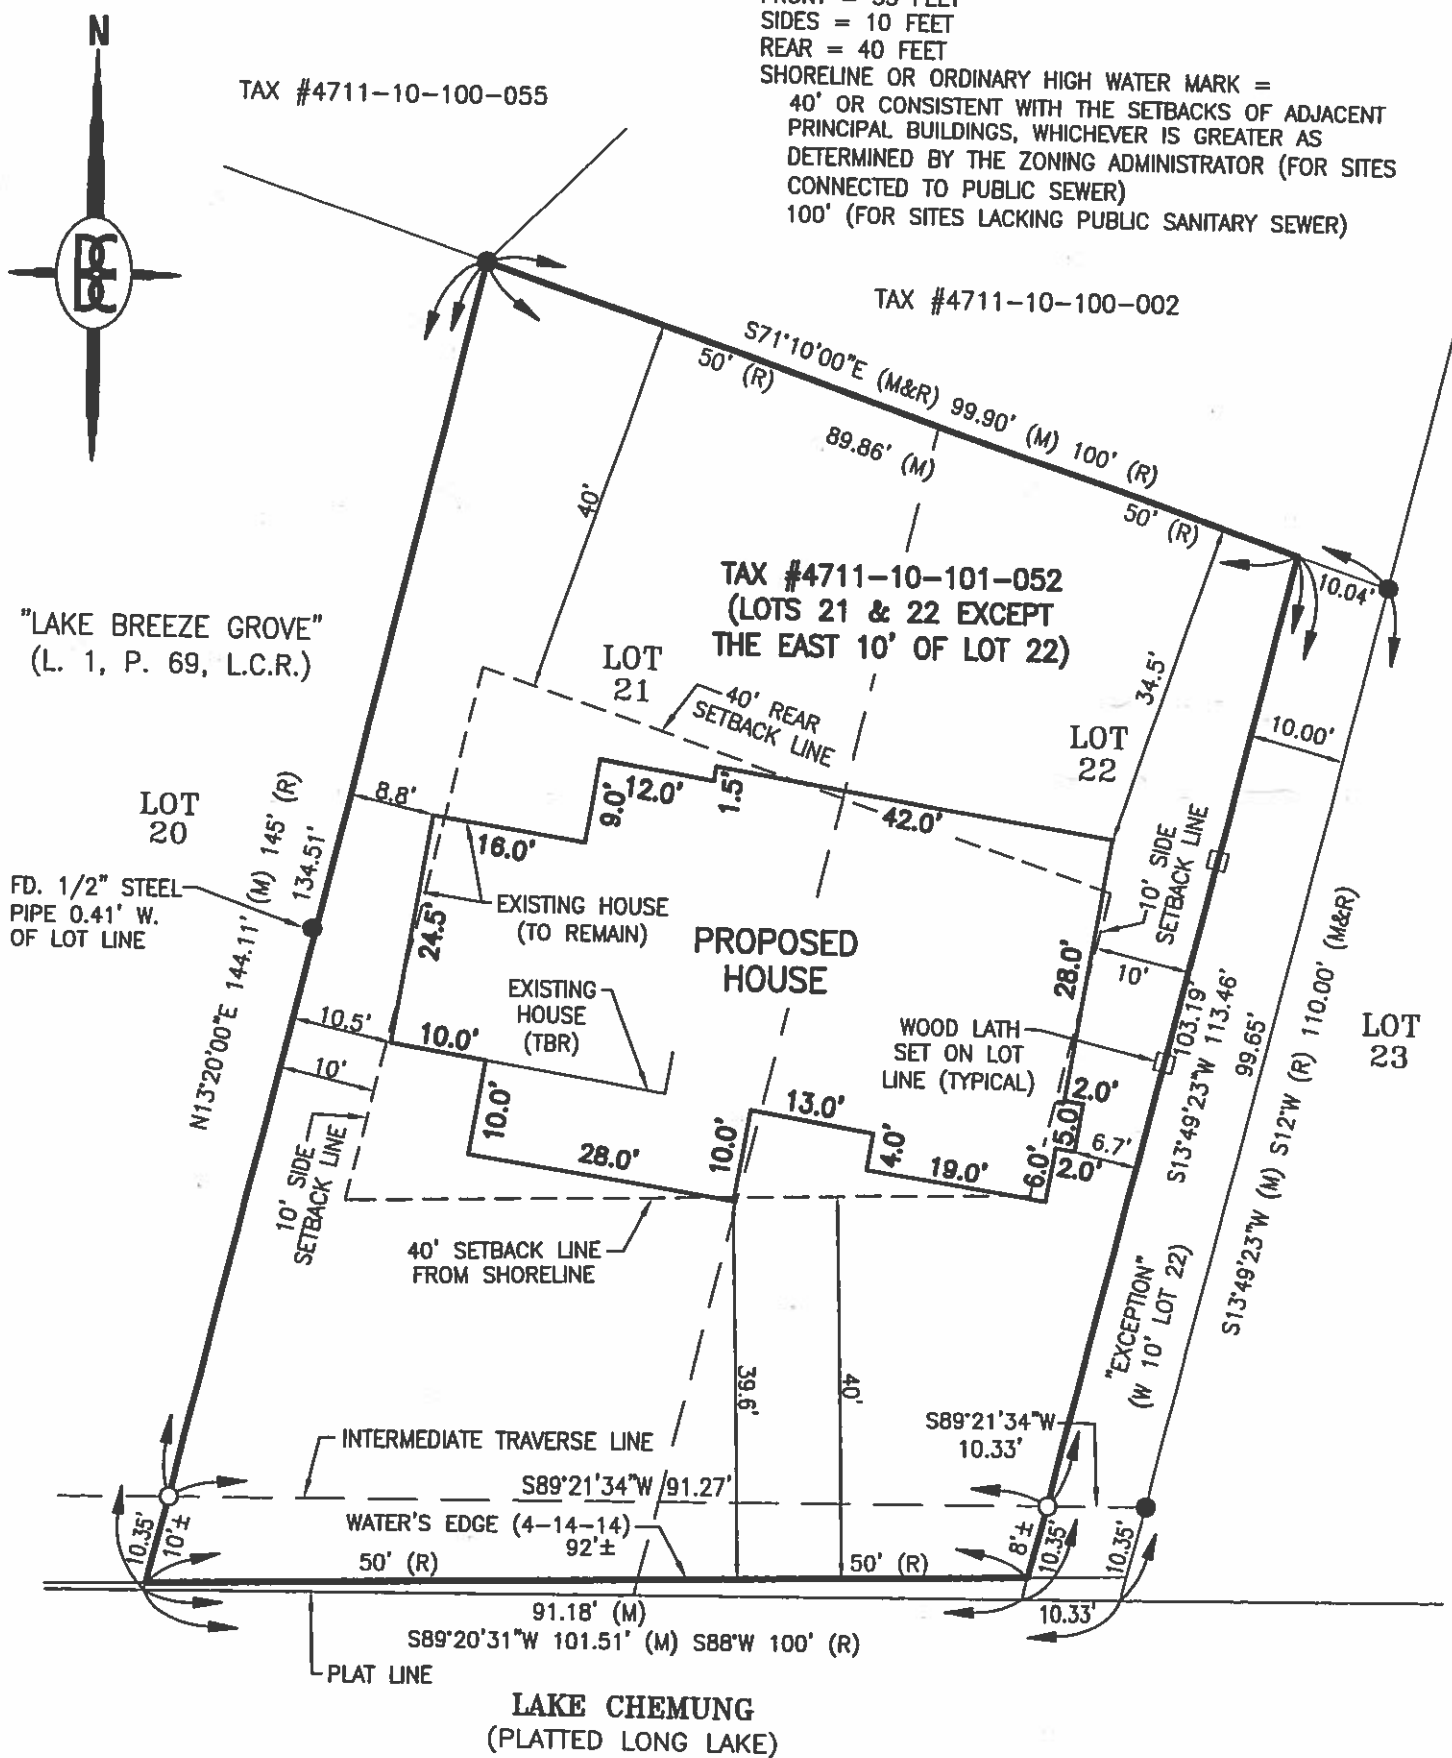 SIDES = 10 FEET
REAR = 40 FEET
SHORELINE OR ORDINARY HIGH WATER MARK =
40' OR CONSISTENT WITH THE SETBACKS OF ADJACENT
PRINCIPAL BUILDINGS, WHICHEVER IS GREATER AS
DETERMINED BY THE ZONING ADMINISTRATOR (FOR SITES
CONNECTED TO PUBLIC SEWER)
100' (FOR SITES LACKING PUBLIC SANITARY SEWER)
N
TAX #4711-10-100-055
TAX #4711-10-100-002
S71°10'00"E (M&R) 99.90' (M) 100' (R)
50' (R)
89.86' (M)
50' (R)
40'
TAX #4711-10-101-052
(LOTS 21 & 22 EXCEPT
THE EAST 10' OF LOT 22)
10.04'
"LAKE BREEZE GROVE"
(L. 1, P. 69, L.C.R.)
LOT
21
40' REAR
SETBACK LINE
34.5'
LOT
22
10.00'
LOT
20
8.8'
9.0'
12.0'
1.5'
42.0'
16.0'
10' SIDE
SETBACK LINE
FD. 1/2" STEEL
PIPE 0.41' W.
OF LOT LINE
N13°20'00"E 144.11' (M) 145' (R)
134.51'
EXISTING HOUSE
(TO REMAIN)
24.5'
PROPOSED
HOUSE
28.0'
10'
EXISTING
HOUSE
(TBR)
10.5'
10.0'
10'
WOOD LATH
SET ON LOT
LINE (TYPICAL)
103.19'
S13°49'23"W 113.46'
99.65'
S13°49'23"W (M) S12°W (R) 110.00' (M&R)
LOT
23
10.0'
28.0'
10.0'
13.0'
4.0'
19.0'
6.0'
5.0'
2.0'
2.0'
6.7'
10' SIDE
SETBACK LINE
40' SETBACK LINE
FROM SHORELINE
39.6'
40'
"EXCEPTION"
(W 10' LOT 22)
S89°21'34"W
10.33'
INTERMEDIATE TRAVERSE LINE
S89°21'34"W 91.27'
WATER'S EDGE (4-14-14)
92'±
10.35'
10'±
50' (R)
50' (R)
8'±
10.35'
10.35'
91.18' (M)
10.33'
S89°20'31"W 101.51' (M) S88°W 100' (R)
PLAT LINE
LAKE CHEMUNG
(PLATTED LONG LAKE)